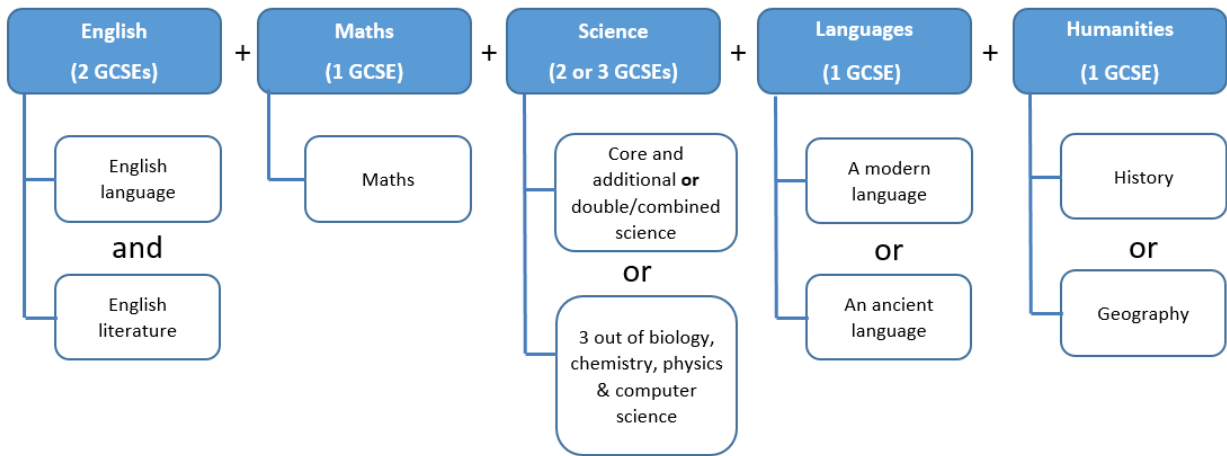 English
(2 GCSEs)
+
Maths
(1 GCSE)
+
Science
(2 or 3 GCSEs)
+
Languages
(1 GCSE)
+
Humanities
(1 GCSE)
English
language
and
English
literature
Maths
Core and
additional or
double/combined
science
or
3 out of biology,
chemistry, physics
& computer
science
A modern
language
or
An ancient
language
History
or
Geography